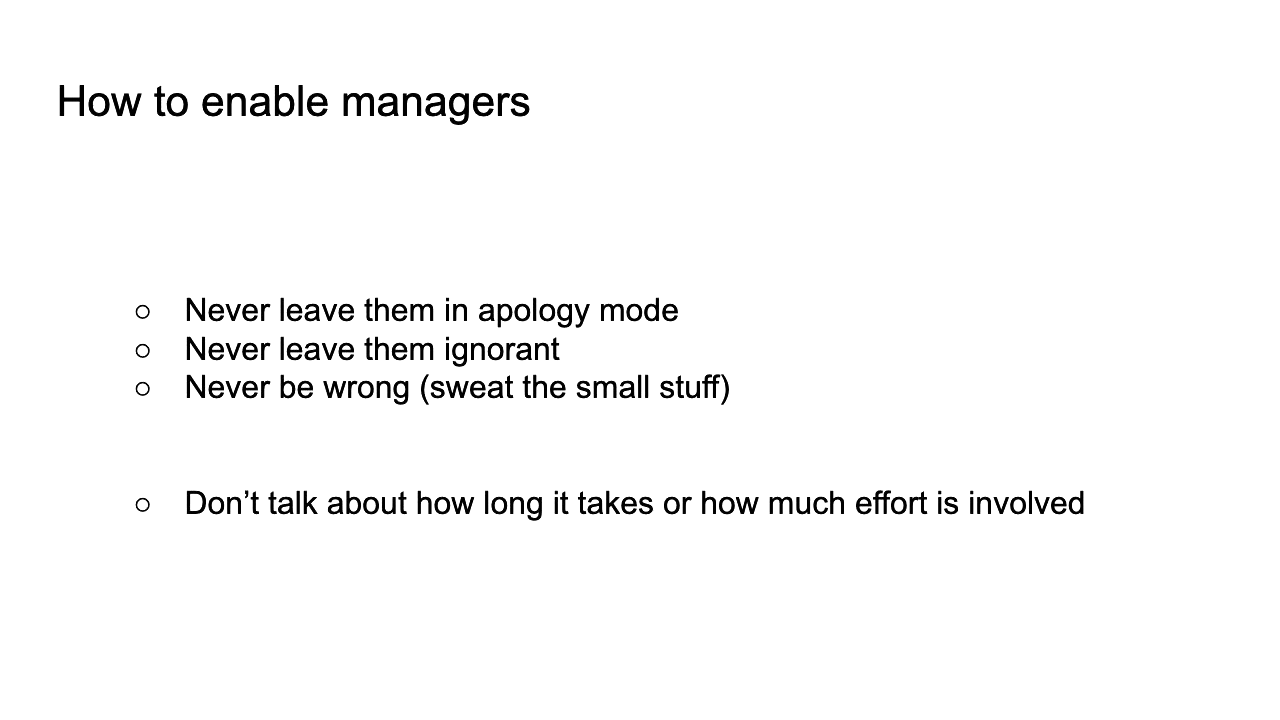 How to enable managers
○ Never leave them in apology mode
○ Never leave them ignorant
○ Never be wrong (sweat the small stuff)
○ Don’t talk about how long it takes or how much effort is involved